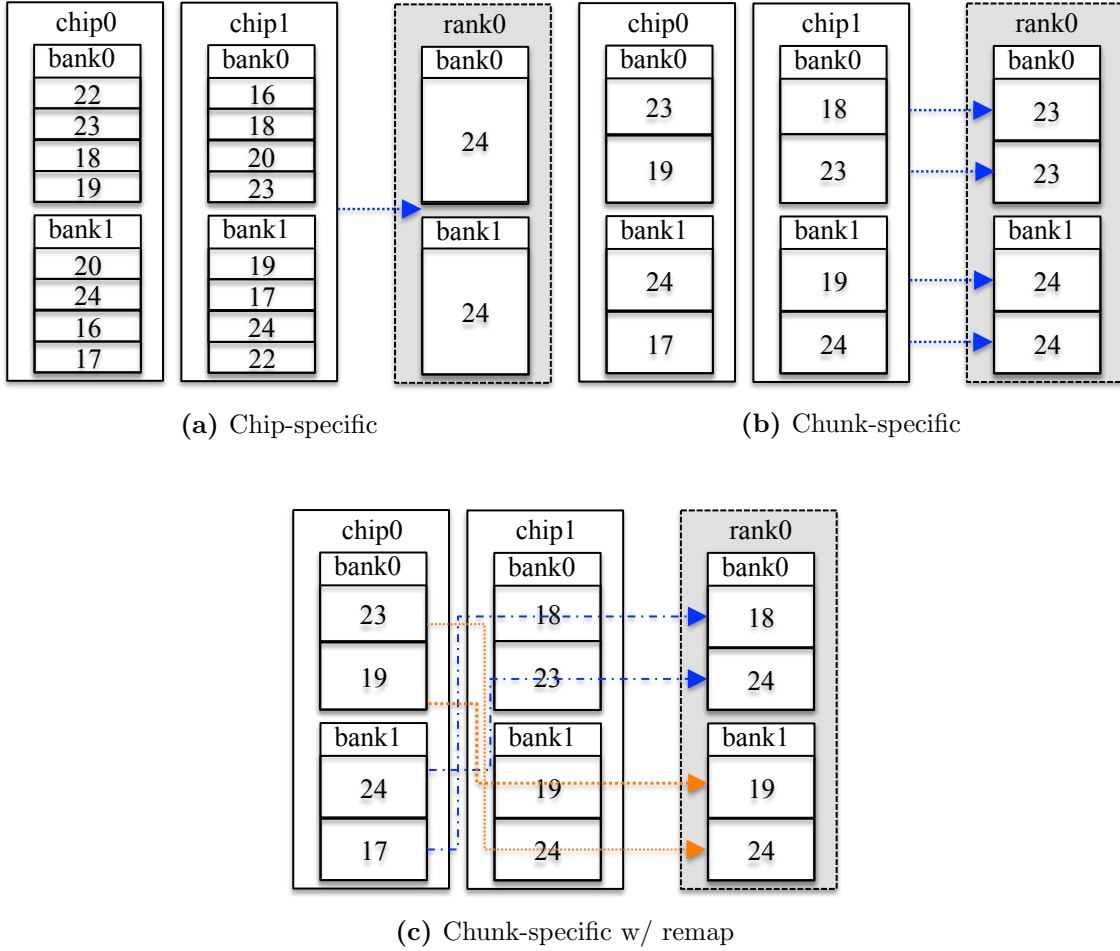 chip0
bank0
22
23
18
19
bank1
20
24
16
17
chip1
bank0
16
18
20
23
bank1
19
17
24
22
rank0
bank0
24
bank1
24
(a) Chip-specific
chip0
bank0
23
19
bank1
24
17
chip1
bank0
18
23
bank1
19
24
rank0
bank0
23
23
bank1
24
24
(b) Chunk-specific
chip0
bank0
23
19
bank1
24
17
chip1
bank0
18
23
bank1
19
24
rank0
bank0
18
24
bank1
19
24
(c) Chunk-specific w/ remap